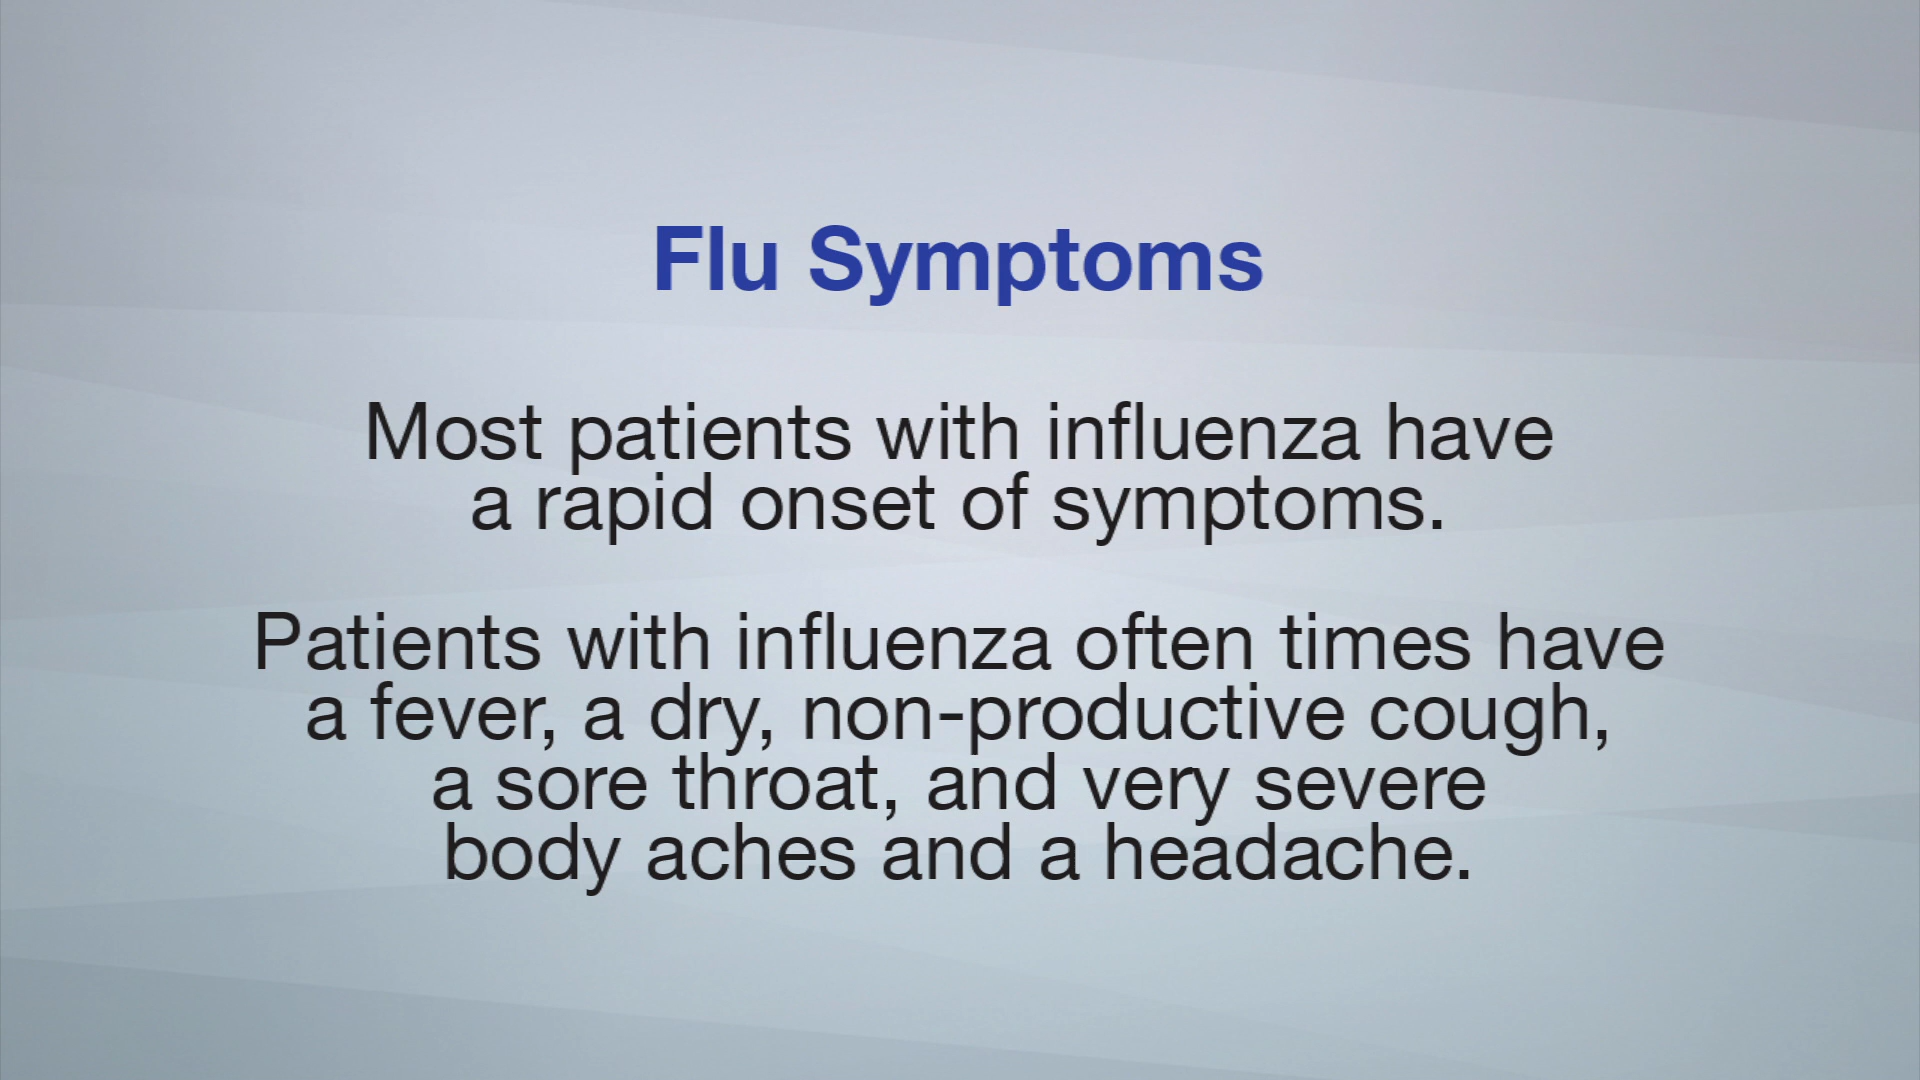 Flu Symptoms
Most patients with influenza have
a rapid onset of symptoms.
Patients with influenza often times have
a fever, a dry, non-productive cough,
a sore throat, and very severe
body aches and a headache.